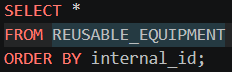 SELECT *
FROM REUSABLE_EQUIPMENT
ORDER BY internal_id;